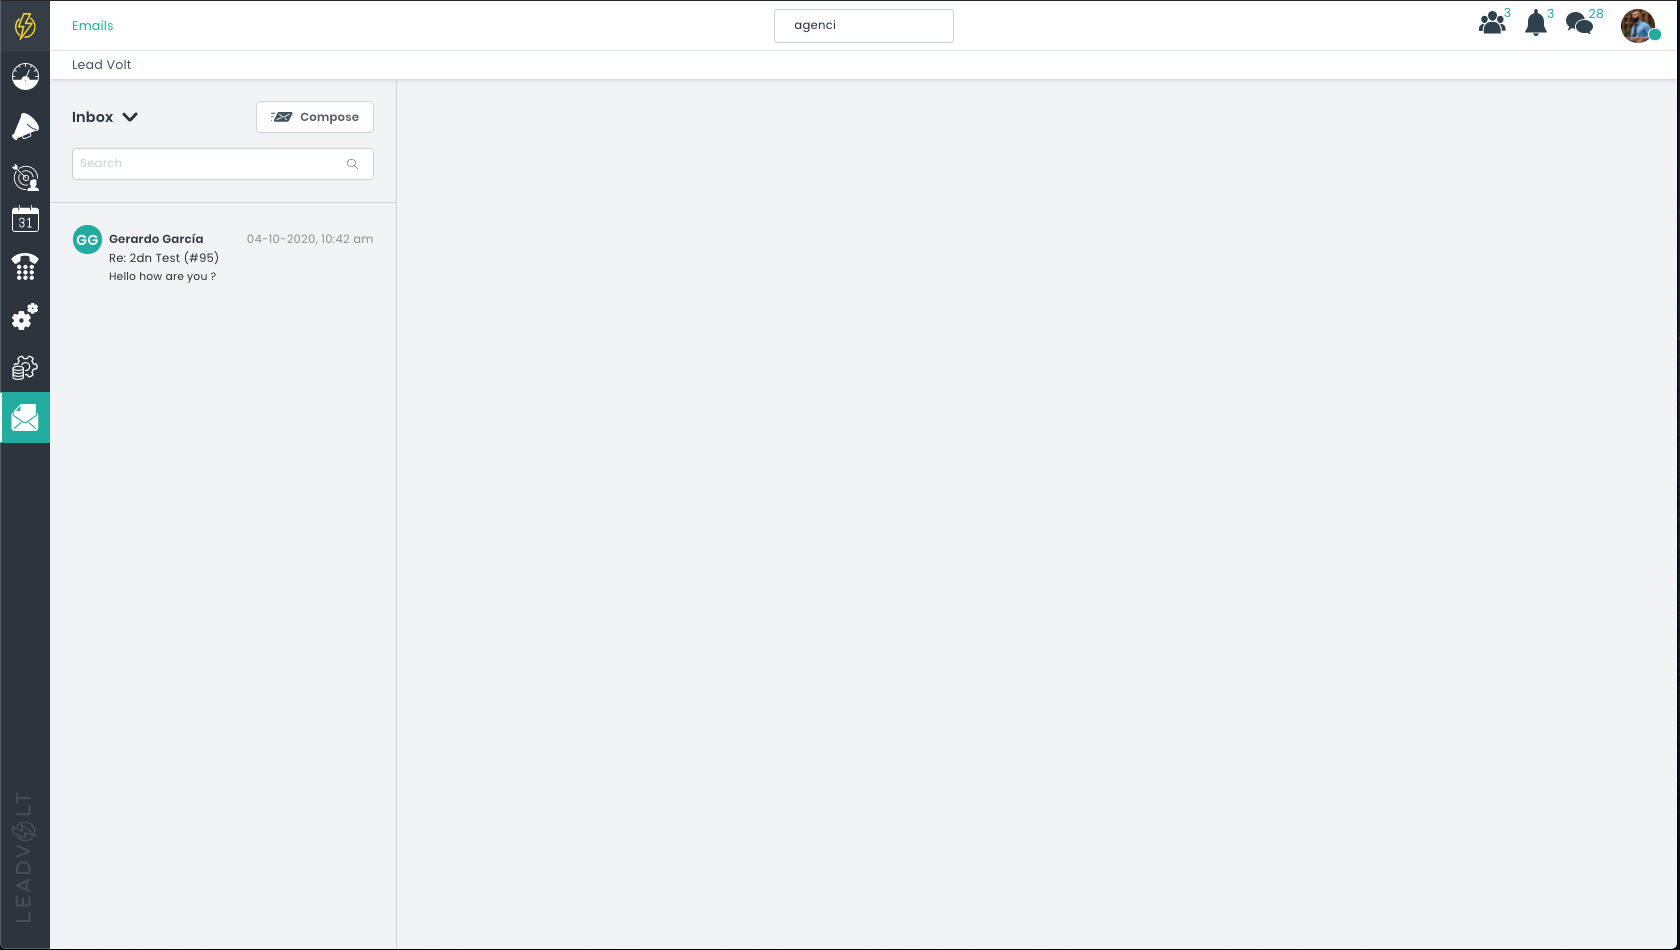 Emails
agenci
3
3
28
Lead Volt
Inbox
Compose
Search
31
GG
Gerardo García
04-10-2020, 10:42 am
Re: 2dn Test (#95)
Hello how are you ?
LEADVOLT